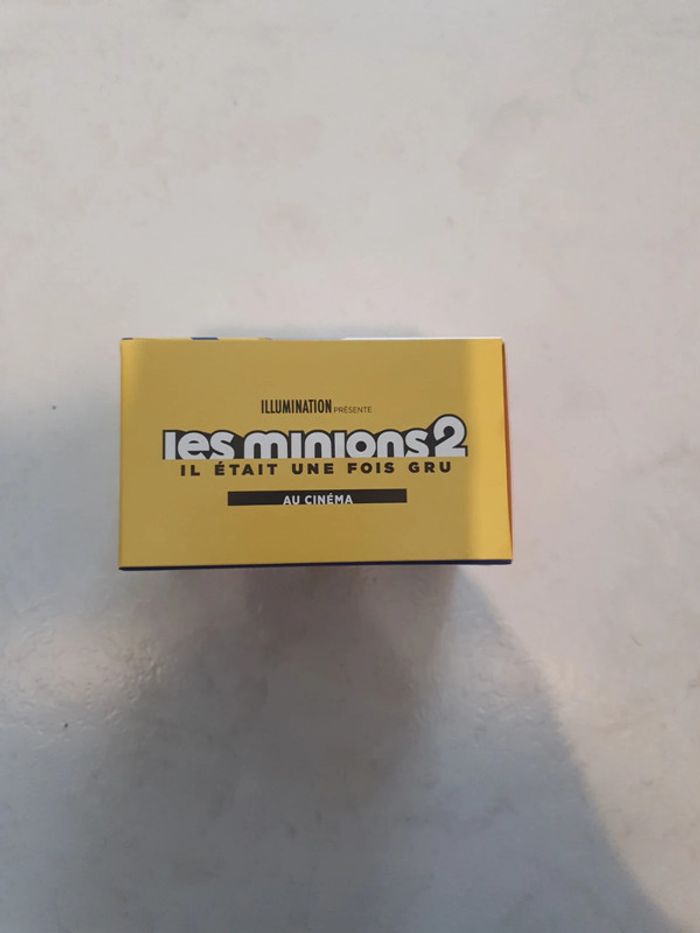 ILLUMINATION PRÉSENTE
les minions 2
IL ÉTAIT UNE FOIS GRU
AU CINÉMA